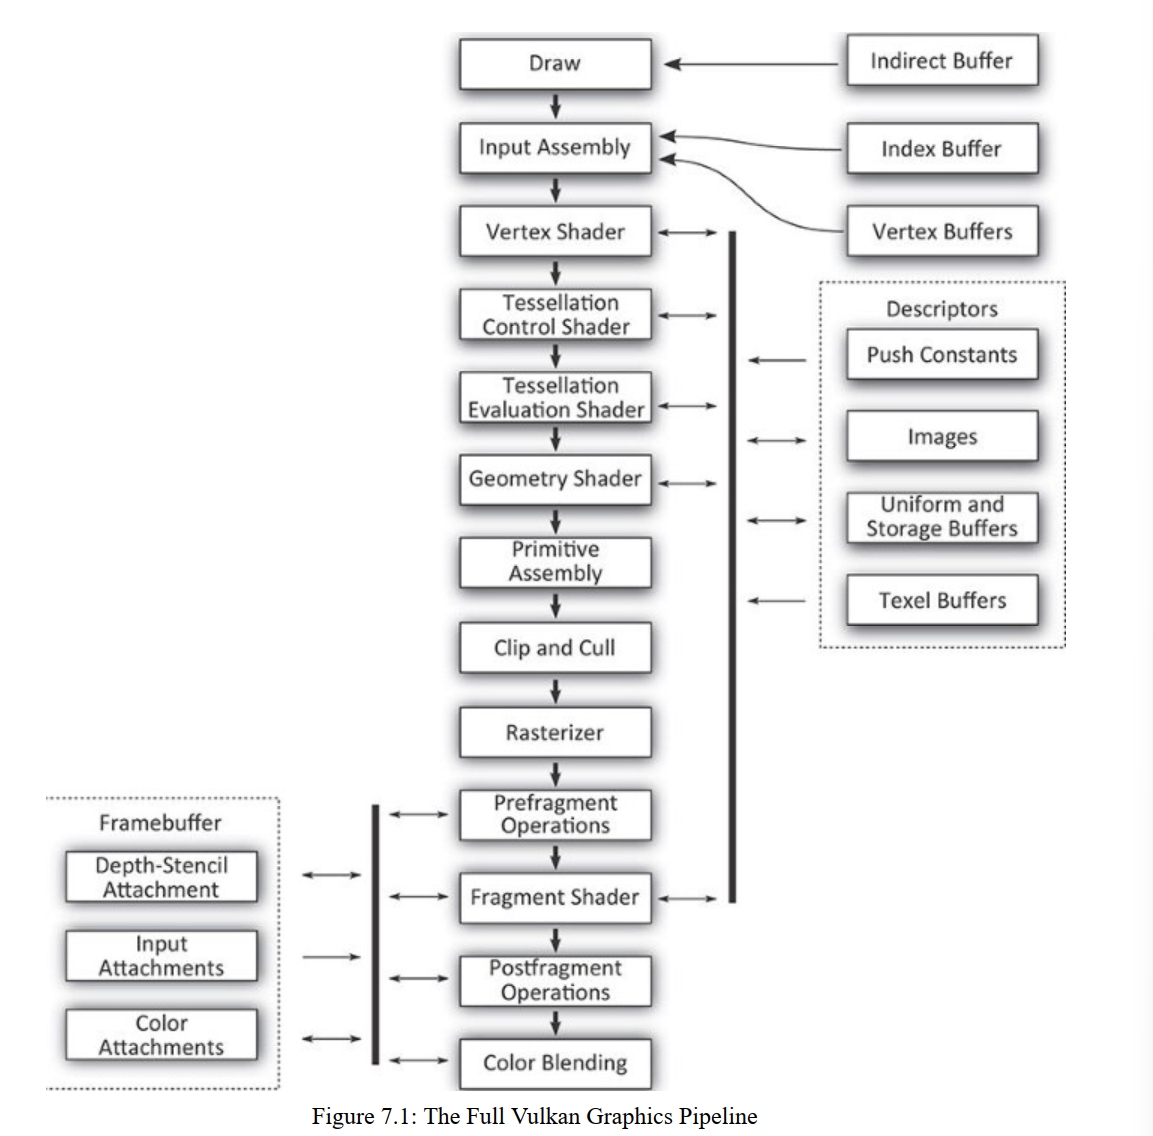 Draw
Indirect Buffer
Input Assembly
Index Buffer
Vertex Shader
Vertex Buffers
Tessellation
Control Shader
Tessellation
Evaluation Shader
Geometry Shader
Primitive
Assembly
Clip and Cull
Rasterizer
Prefragment
Operations
Fragment Shader
Postfragment
Operations
Color Blending
Descriptors
Push Constants
Images
Uniform and
Storage Buffers
Texel Buffers
Framebuffer
Depth-Stencil
Attachment
Input
Attachments
Color
Attachments
Figure 7.1: The Full Vulkan Graphics Pipeline